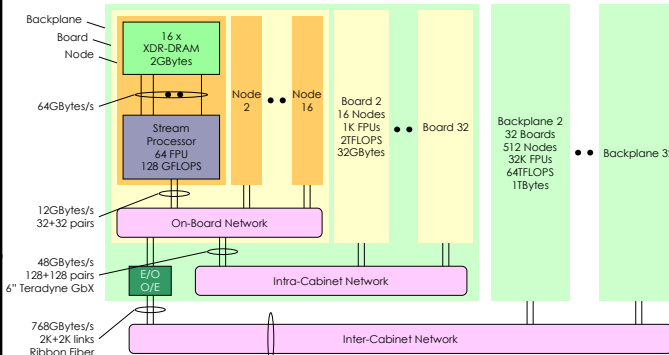 Backplane
Board
Node
16 x
XDR-DRAM
2GBytes
64GBytes/s
Stream
Processor
64 FPU
128 GFLOPS
Node
2
Node
16
Board 2
16 Nodes
1K FPUs
2TFLOPS
32GBytes
Board 32
Backplane 2
32 Boards
512 Nodes
32K FPUs
64TFLOPS
1TBytes
Backplane 32
12GBytes/s
32+32 pairs
On-Board Network
48GBytes/s
128+128 pairs
6" Teradyne GbX
E/O
O/E
Intra-Cabinet Network
768GBytes/s
2K+2K links
Ribbon Fiber
Inter-Cabinet Network